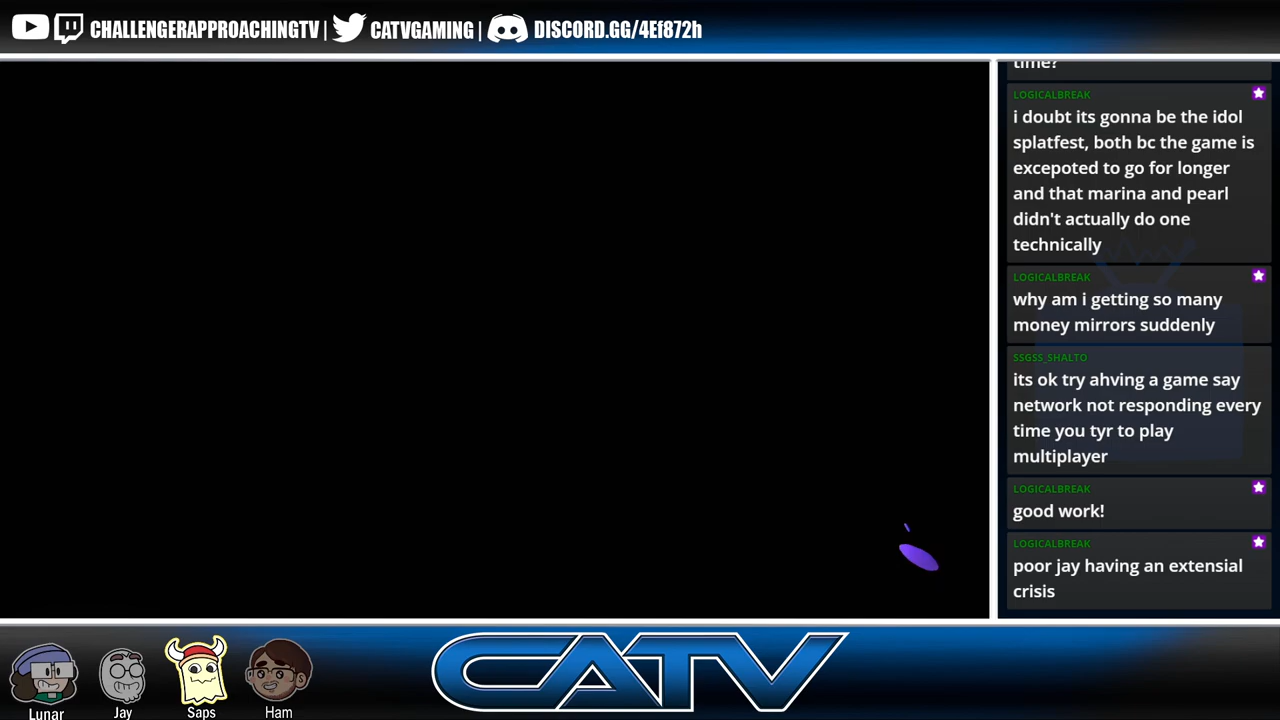 CHALLENGERAPPROACHINGTV | CATVGAMING | DISCORD.GG/4Ef872h
time?
LOGICALBREAK
i doubt its gonna be the idol
splatfest, both bc the game is
excepoted to go for longer
and that marina and pearl
didn't actually do one
technically
LOGICALBREAK
why am i getting so many
money mirrors suddenly
SSGSS_SHALTO
its ok try ahving a game say
network not responding every
time you tyr to play
multiplayer
LOGICALBREAK
good work!
LOGICALBREAK
poor jay having an extensial
crisis
CATV
Lunar
Jay
Saps
Ham